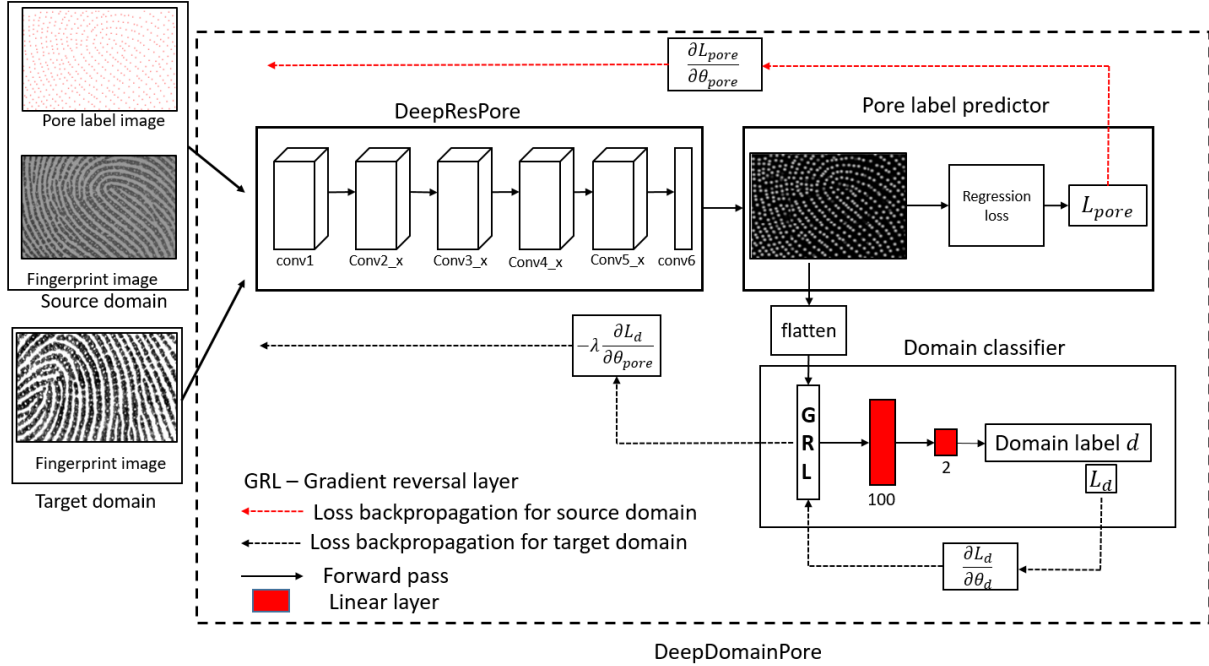 Pore label image
Fingerprint image
Source domain
Fingerprint image
Target domain
∂L_pore / ∂θ_pore
DeepResPore
Pore label predictor
conv1
Conv2_x
Conv3_x
Conv4_x
Conv5_x
conv6
Regression
loss
L_pore
flatten
−λ ∂L_d / ∂θ_pore
Domain classifier
G
R
L
100
2
Domain label d
L_d
∂L_d / ∂θ_d
GRL – Gradient reversal layer
Loss backpropagation for source domain
Loss backpropagation for target domain
Forward pass
Linear layer
DeepDomainPore